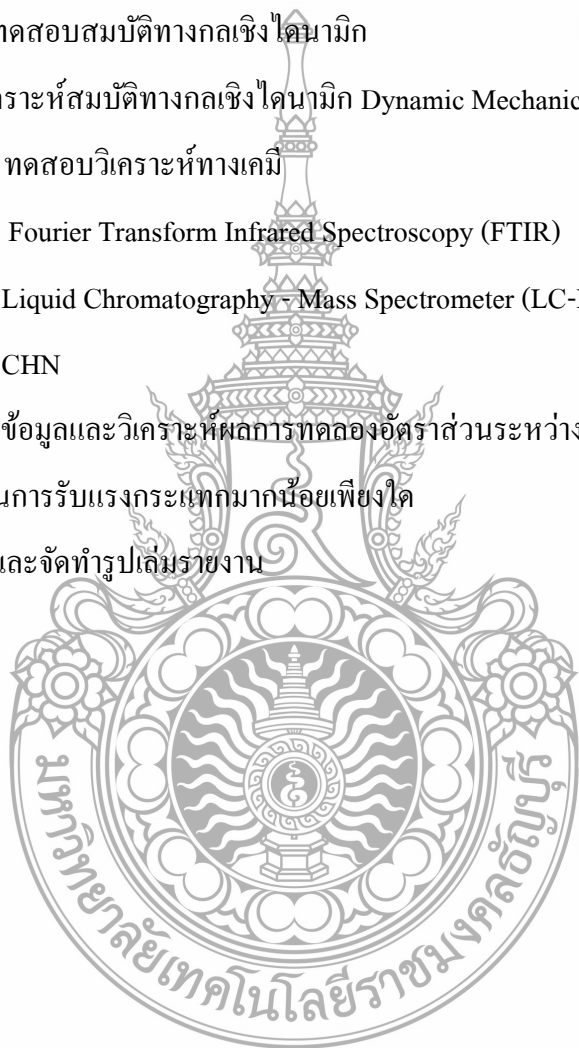 ทดสอบสมบัติทางกลเชิงไดนามิก
คราะห์สมบัติทางกลเชิงไดนามิก Dynamic Mechanic
ทดสอบวิเคราะห์ทางเคมี
Fourier Transform Infrared Spectroscopy (FTIR)
Liquid Chromatography - Mass Spectrometer (LC-
CHN
ข้อมูลและวิเคราะห์ผลการทดลองอัตราส่วนระหว่าง
นการรับแรงกระแทกมากน้อยเพียงใด
และจัดทำรูปเล่มรายงาน
มหาวิทยาลัยเทคโนโลยีราชมงคลธัญบุรี